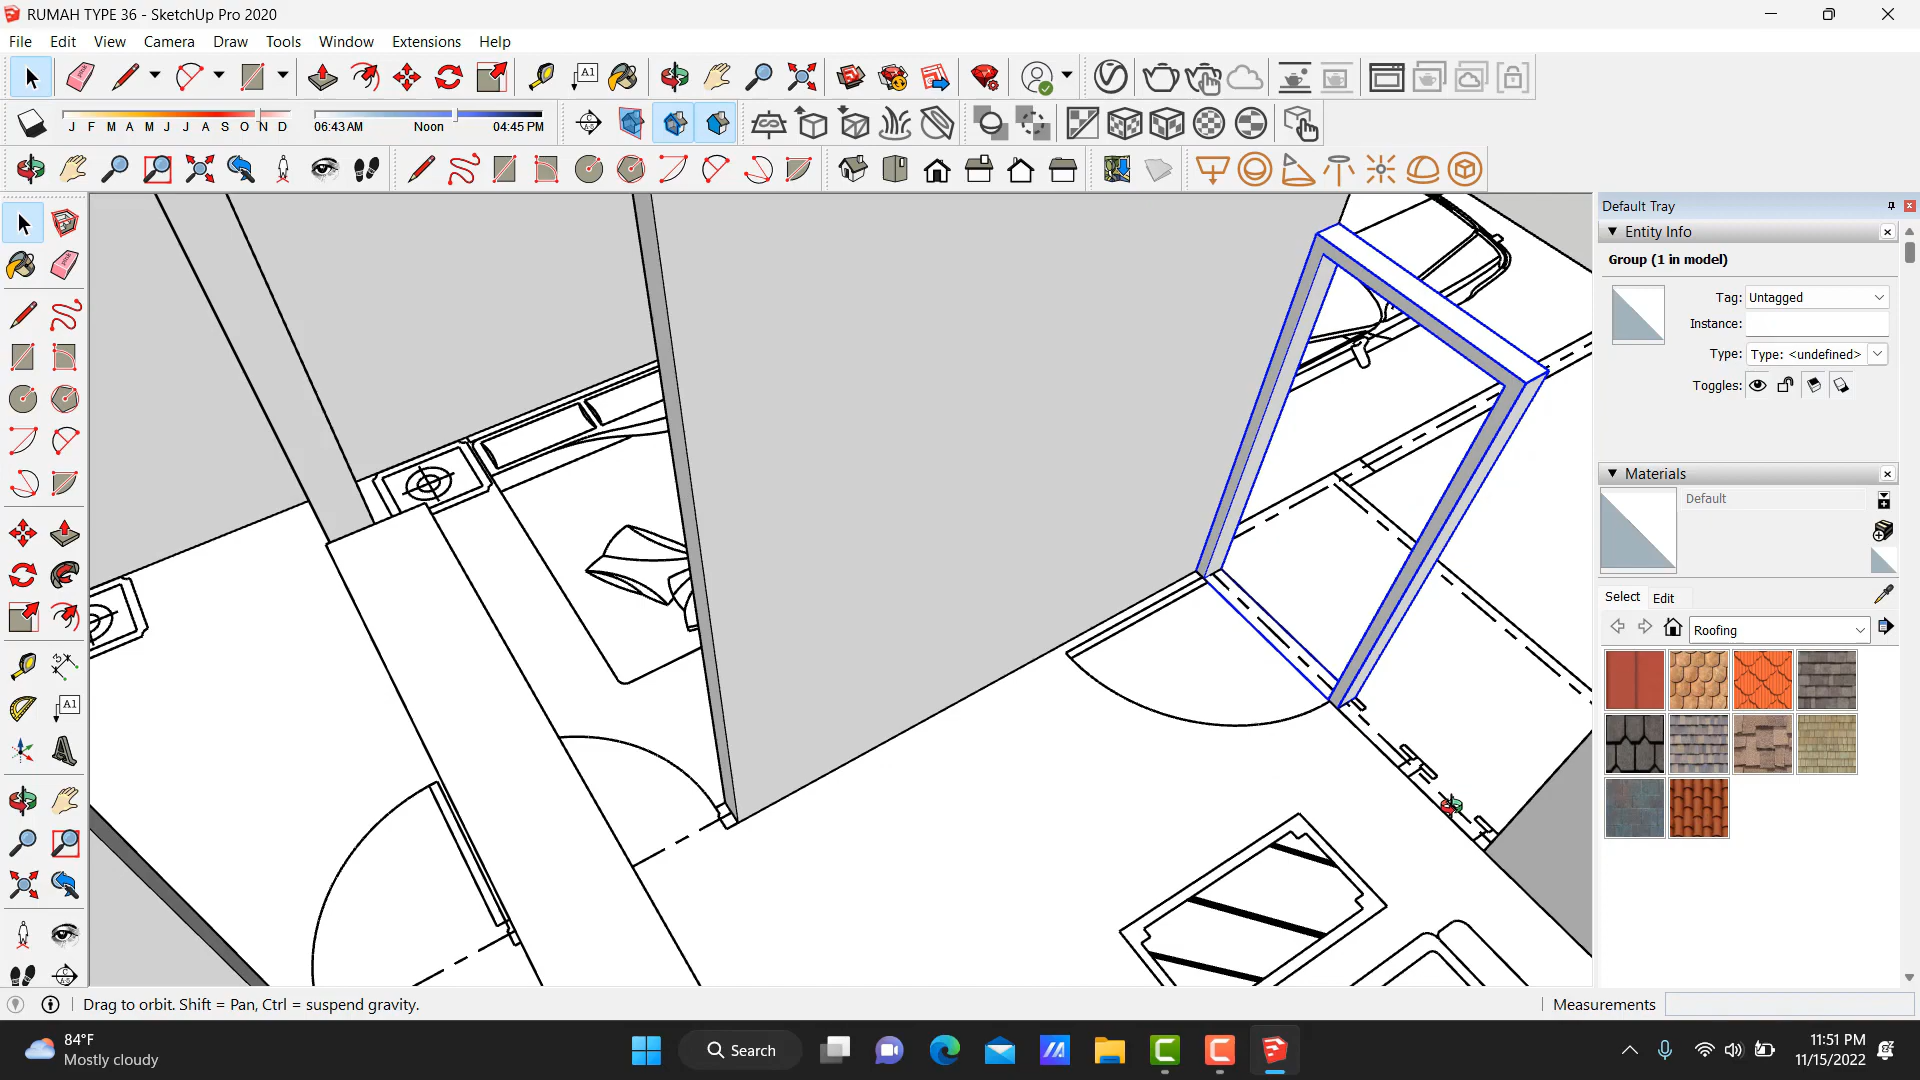 RUMAH TYPE 36 - SketchUp Pro 2020
File Edit View Camera Draw Tools Window Extensions Help
A1
J F M A M J J A S O N D
06:43 AM Noon 04:45 PM
Default Tray
Entity Info
Group (1 in model)
Tag: Untagged
Instance:
Type: Type: <undefined>
Toggles:
Materials
Default
Select Edit
Roofing
A1
Drag to orbit. Shift = Pan, Ctrl = suspend gravity.
Measurements
84°F
Mostly cloudy
Search
11:51 PM
11/15/2022